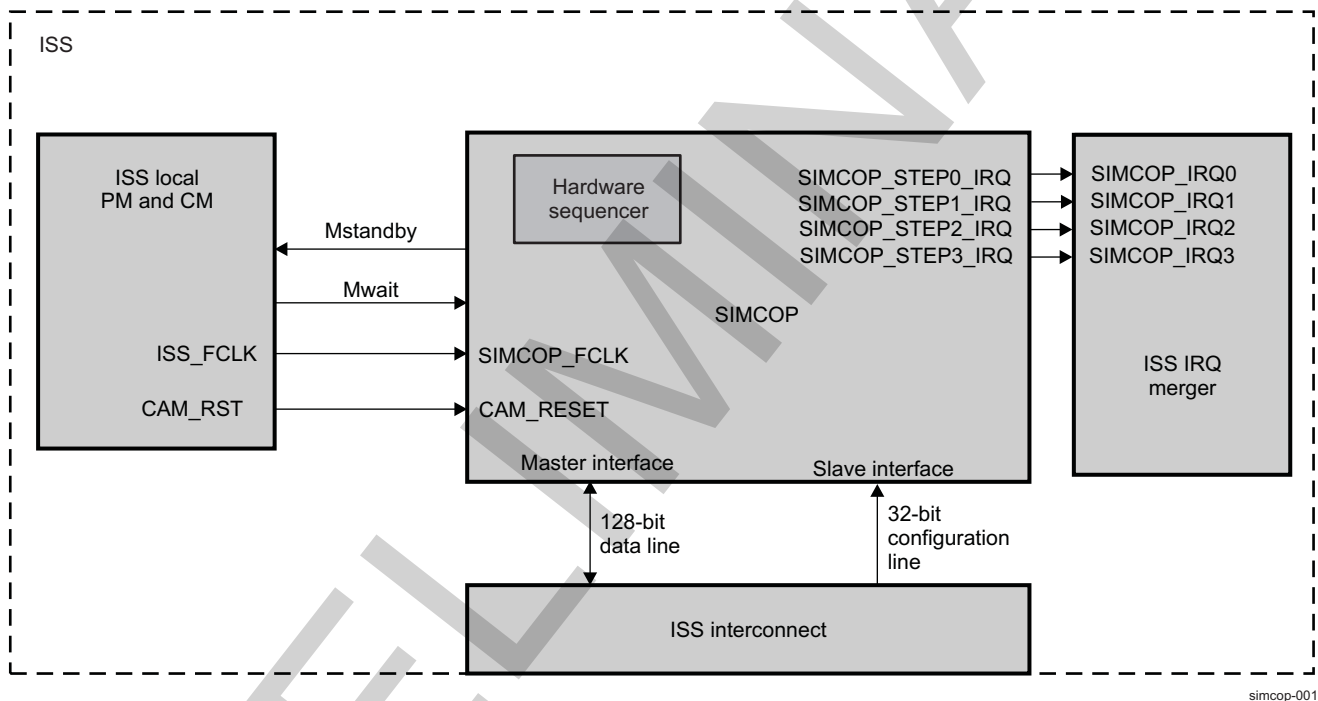 ISS
ISS local
PM and CM
Mstandby
Mwait
ISS_FCLK
CAM_RST
Hardware
sequencer
SIMCOP_STEP0_IRQ
SIMCOP_STEP1_IRQ
SIMCOP_STEP2_IRQ
SIMCOP_STEP3_IRQ
SIMCOP
SIMCOP_FCLK
CAM_RESET
Master interface
Slave interface
SIMCOP_IRQ0
SIMCOP_IRQ1
SIMCOP_IRQ2
SIMCOP_IRQ3
ISS IRQ
merger
128-bit
data line
32-bit
configuration
line
ISS interconnect
simcop-001